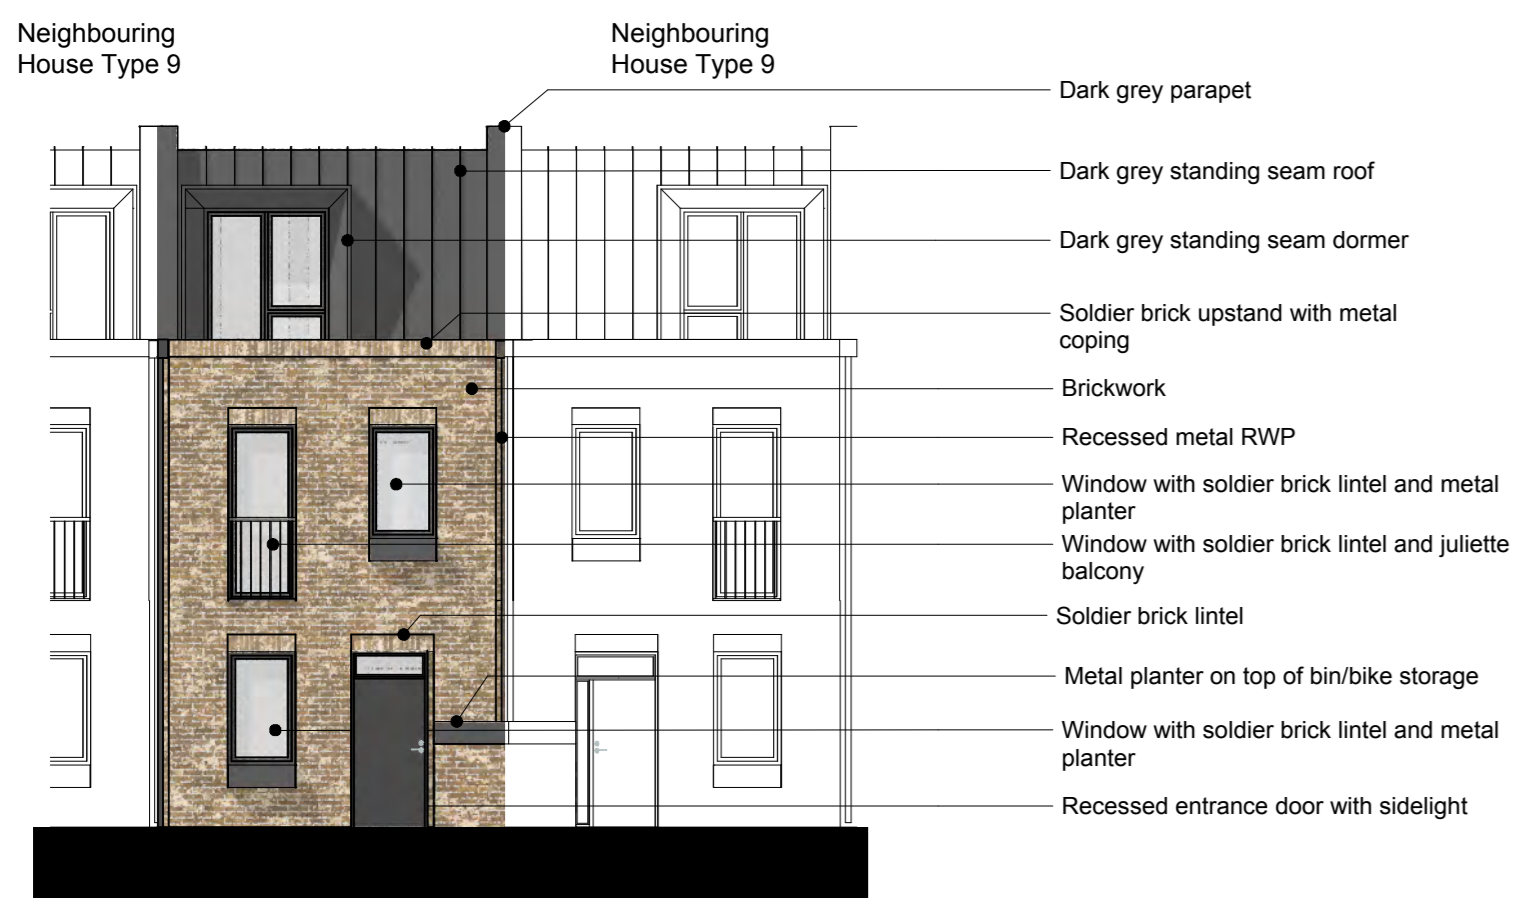 Neighbouring
House Type 9
Neighbouring
House Type 9
Dark grey parapet
Dark grey standing seam roof
Dark grey standing seam dormer
Soldier brick upstand with metal
coping
Brickwork
Recessed metal RWP
Window with soldier brick lintel and metal
planter
Window with soldier brick lintel and juliette
balcony
Soldier brick lintel
Metal planter on top of bin/bike storage
Window with soldier brick lintel and metal
planter
Recessed entrance door with sidelight